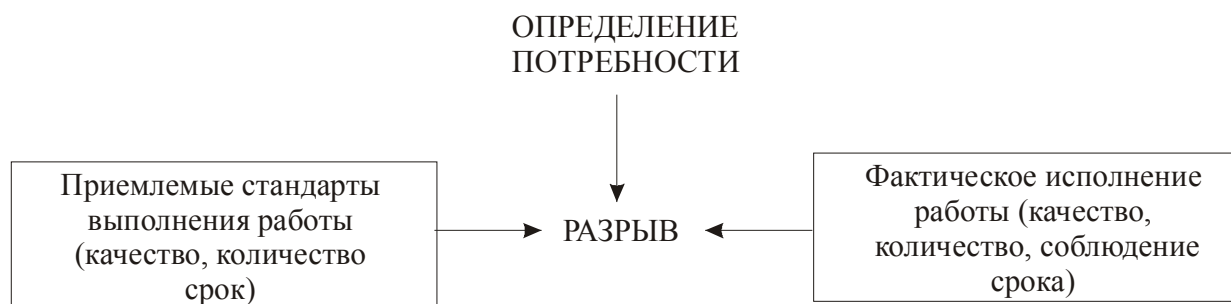 ОПРЕДЕЛЕНИЕ
ПОТРЕБНОСТИ
Приемлемые стандарты
выполнения работы
(качество, количество
срок)
РАЗРЫВ
Фактическое исполнение
работы (качество,
количество, соблюдение
срока)